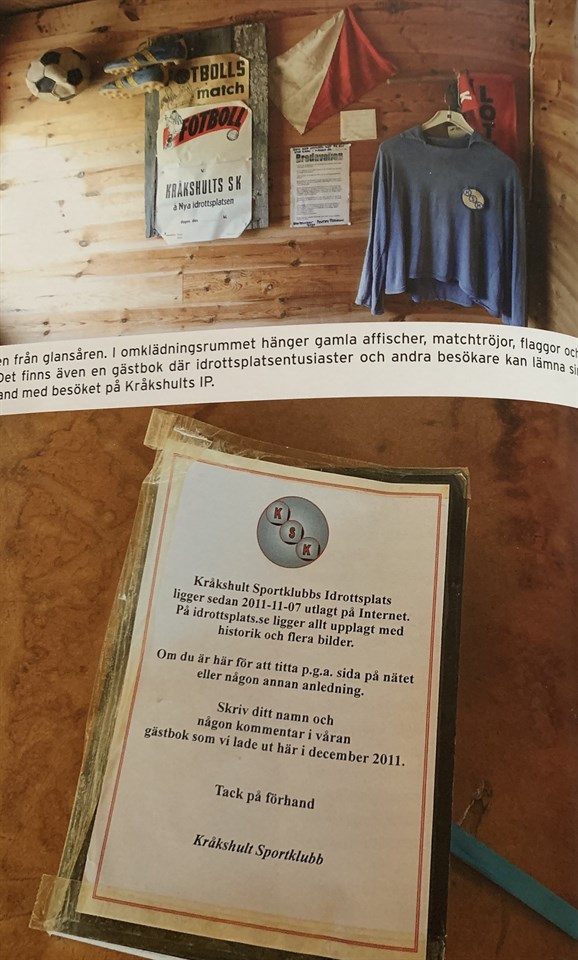 FOTBOLLS
match
FOTBOLL
V
KRÅKSHULTS SK
å Nya Idrottsplatsen
LOT
KSK
en från glansåren. I omklädningsrummet hänger gamla affischer, matchtröjor, flaggor och
Det finns även en gästbok där idrottsplatsentusiaster och andra besökare kan lämna sin
and med besöket på Kråkshults IP.
K
S
K
Kråkshult Sportklubbs Idrottsplats
ligger sedan 2011-11-07 utlagt på Internet.
På idrottsplats.se ligger allt upplagt med
historik och flera bilder.
Om du är här för att titta p.g.a. sida på nätet
eller någon annan anledning.
Skriv ditt namn och
någon kommentar i våran
gästbok som vi lade ut här i december 2011.
Tack på förhand
Kråkshult Sportklubb